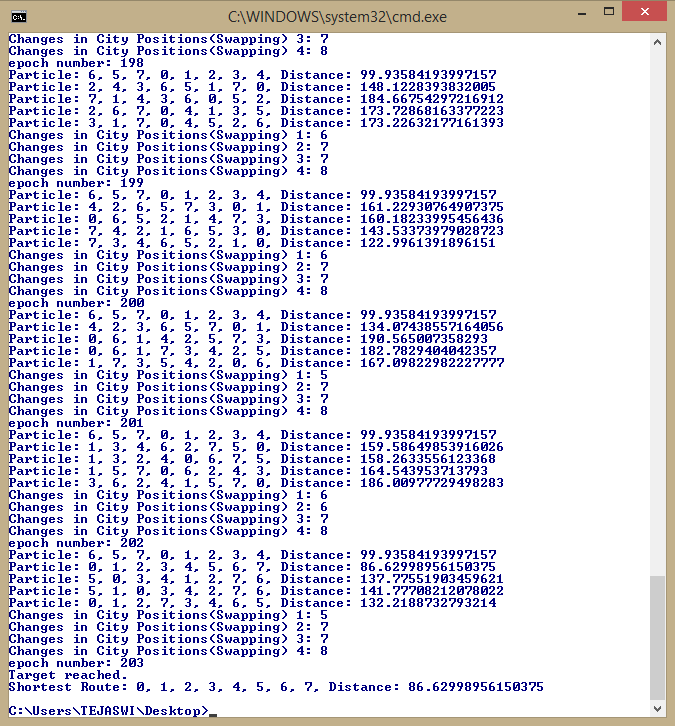 C:\WINDOWS\system32\cmd.exe
Changes in City Positions(Swapping) 3: 7
Changes in City Positions(Swapping) 4: 8
epoch number: 198
Particle: 6, 5, 7, 0, 1, 2, 3, 4, Distance: 99.93584193997157
Particle: 2, 4, 3, 6, 5, 1, 7, 0, Distance: 148.1228393832005
Particle: 7, 1, 4, 3, 6, 0, 5, 2, Distance: 184.66754297216912
Particle: 2, 6, 7, 0, 4, 1, 3, 5, Distance: 173.72868163377223
Particle: 3, 1, 7, 0, 4, 5, 2, 6, Distance: 173.22632177161393
Changes in City Positions(Swapping) 1: 6
Changes in City Positions(Swapping) 2: 7
Changes in City Positions(Swapping) 3: 7
Changes in City Positions(Swapping) 4: 8
epoch number: 199
Particle: 6, 5, 7, 0, 1, 2, 3, 4, Distance: 99.93584193997157
Particle: 4, 2, 6, 5, 7, 3, 0, 1, Distance: 161.22930764907375
Particle: 0, 6, 5, 2, 1, 4, 7, 3, Distance: 160.18233995456436
Particle: 7, 4, 2, 1, 6, 5, 3, 0, Distance: 143.53373979028723
Particle: 7, 3, 4, 6, 5, 2, 1, 0, Distance: 122.9961391896151
Changes in City Positions(Swapping) 1: 6
Changes in City Positions(Swapping) 2: 7
Changes in City Positions(Swapping) 3: 7
Changes in City Positions(Swapping) 4: 8
epoch number: 200
Particle: 6, 5, 7, 0, 1, 2, 3, 4, Distance: 99.93584193997157
Particle: 4, 2, 3, 6, 5, 7, 0, 1, Distance: 134.07438557164056
Particle: 0, 6, 1, 4, 2, 5, 7, 3, Distance: 190.565007358293
Particle: 0, 6, 1, 7, 3, 4, 2, 5, Distance: 182.7829404042357
Particle: 1, 7, 3, 5, 4, 2, 0, 6, Distance: 167.09822982227777
Changes in City Positions(Swapping) 1: 5
Changes in City Positions(Swapping) 2: 7
Changes in City Positions(Swapping) 3: 7
Changes in City Positions(Swapping) 4: 8
epoch number: 201
Particle: 6, 5, 7, 0, 1, 2, 3, 4, Distance: 99.93584193997157
Particle: 1, 3, 4, 6, 2, 7, 5, 0, Distance: 159.58649853916026
Particle: 1, 3, 2, 4, 0, 6, 7, 5, Distance: 158.2633556123368
Particle: 1, 5, 7, 0, 6, 2, 4, 3, Distance: 164.543953713793
Particle: 3, 6, 2, 4, 1, 5, 7, 0, Distance: 186.00977729498283
Changes in City Positions(Swapping) 1: 6
Changes in City Positions(Swapping) 2: 6
Changes in City Positions(Swapping) 3: 7
Changes in City Positions(Swapping) 4: 8
epoch number: 202
Particle: 6, 5, 7, 0, 1, 2, 3, 4, Distance: 99.93584193997157
Particle: 0, 1, 2, 3, 4, 5, 6, 7, Distance: 86.62998956150375
Particle: 5, 0, 3, 4, 1, 2, 7, 6, Distance: 137.77551903459621
Particle: 5, 1, 0, 3, 4, 2, 7, 6, Distance: 141.77708212078022
Particle: 0, 1, 2, 7, 3, 4, 6, 5, Distance: 132.2188732793214
Changes in City Positions(Swapping) 1: 5
Changes in City Positions(Swapping) 2: 7
Changes in City Positions(Swapping) 3: 7
Changes in City Positions(Swapping) 4: 8
epoch number: 203
Target reached.
Shortest Route: 0, 1, 2, 3, 4, 5, 6, 7, Distance: 86.62998956150375
C:\Users\TEJASWI\Desktop>_